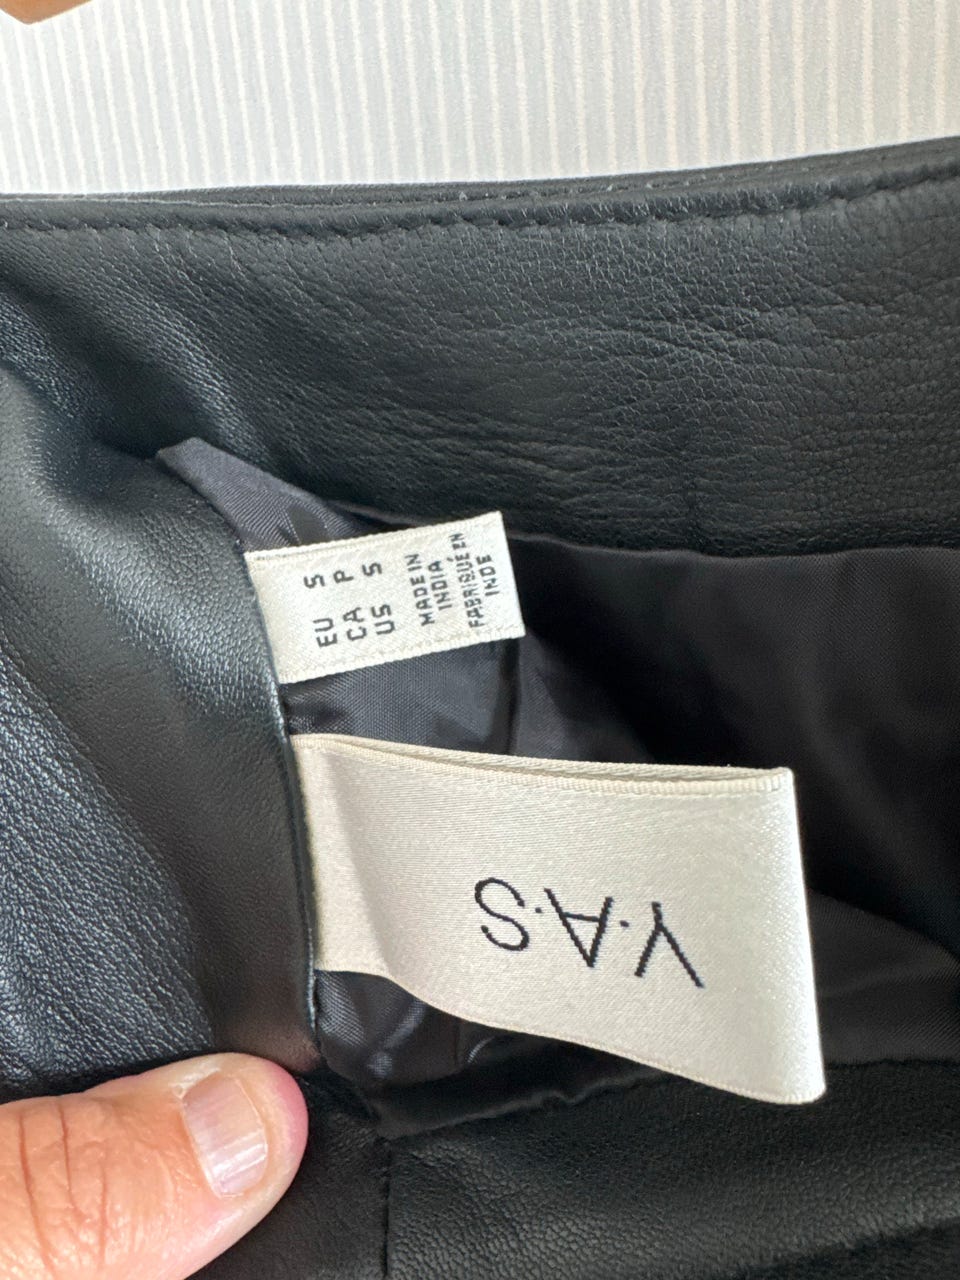 EU S
CA P
US S
MADE IN
INDIA
FABRIQUÉ EN
INDE
Y.A.S